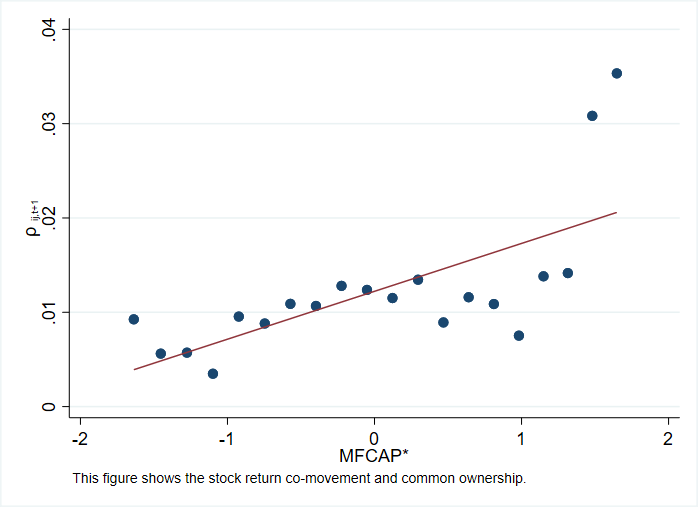 .04
.03
.02
.01
0
ρ ij,t+1
-2 -1 0 1 2
MFCAP*
This figure shows the stock return co-movement and common ownership.